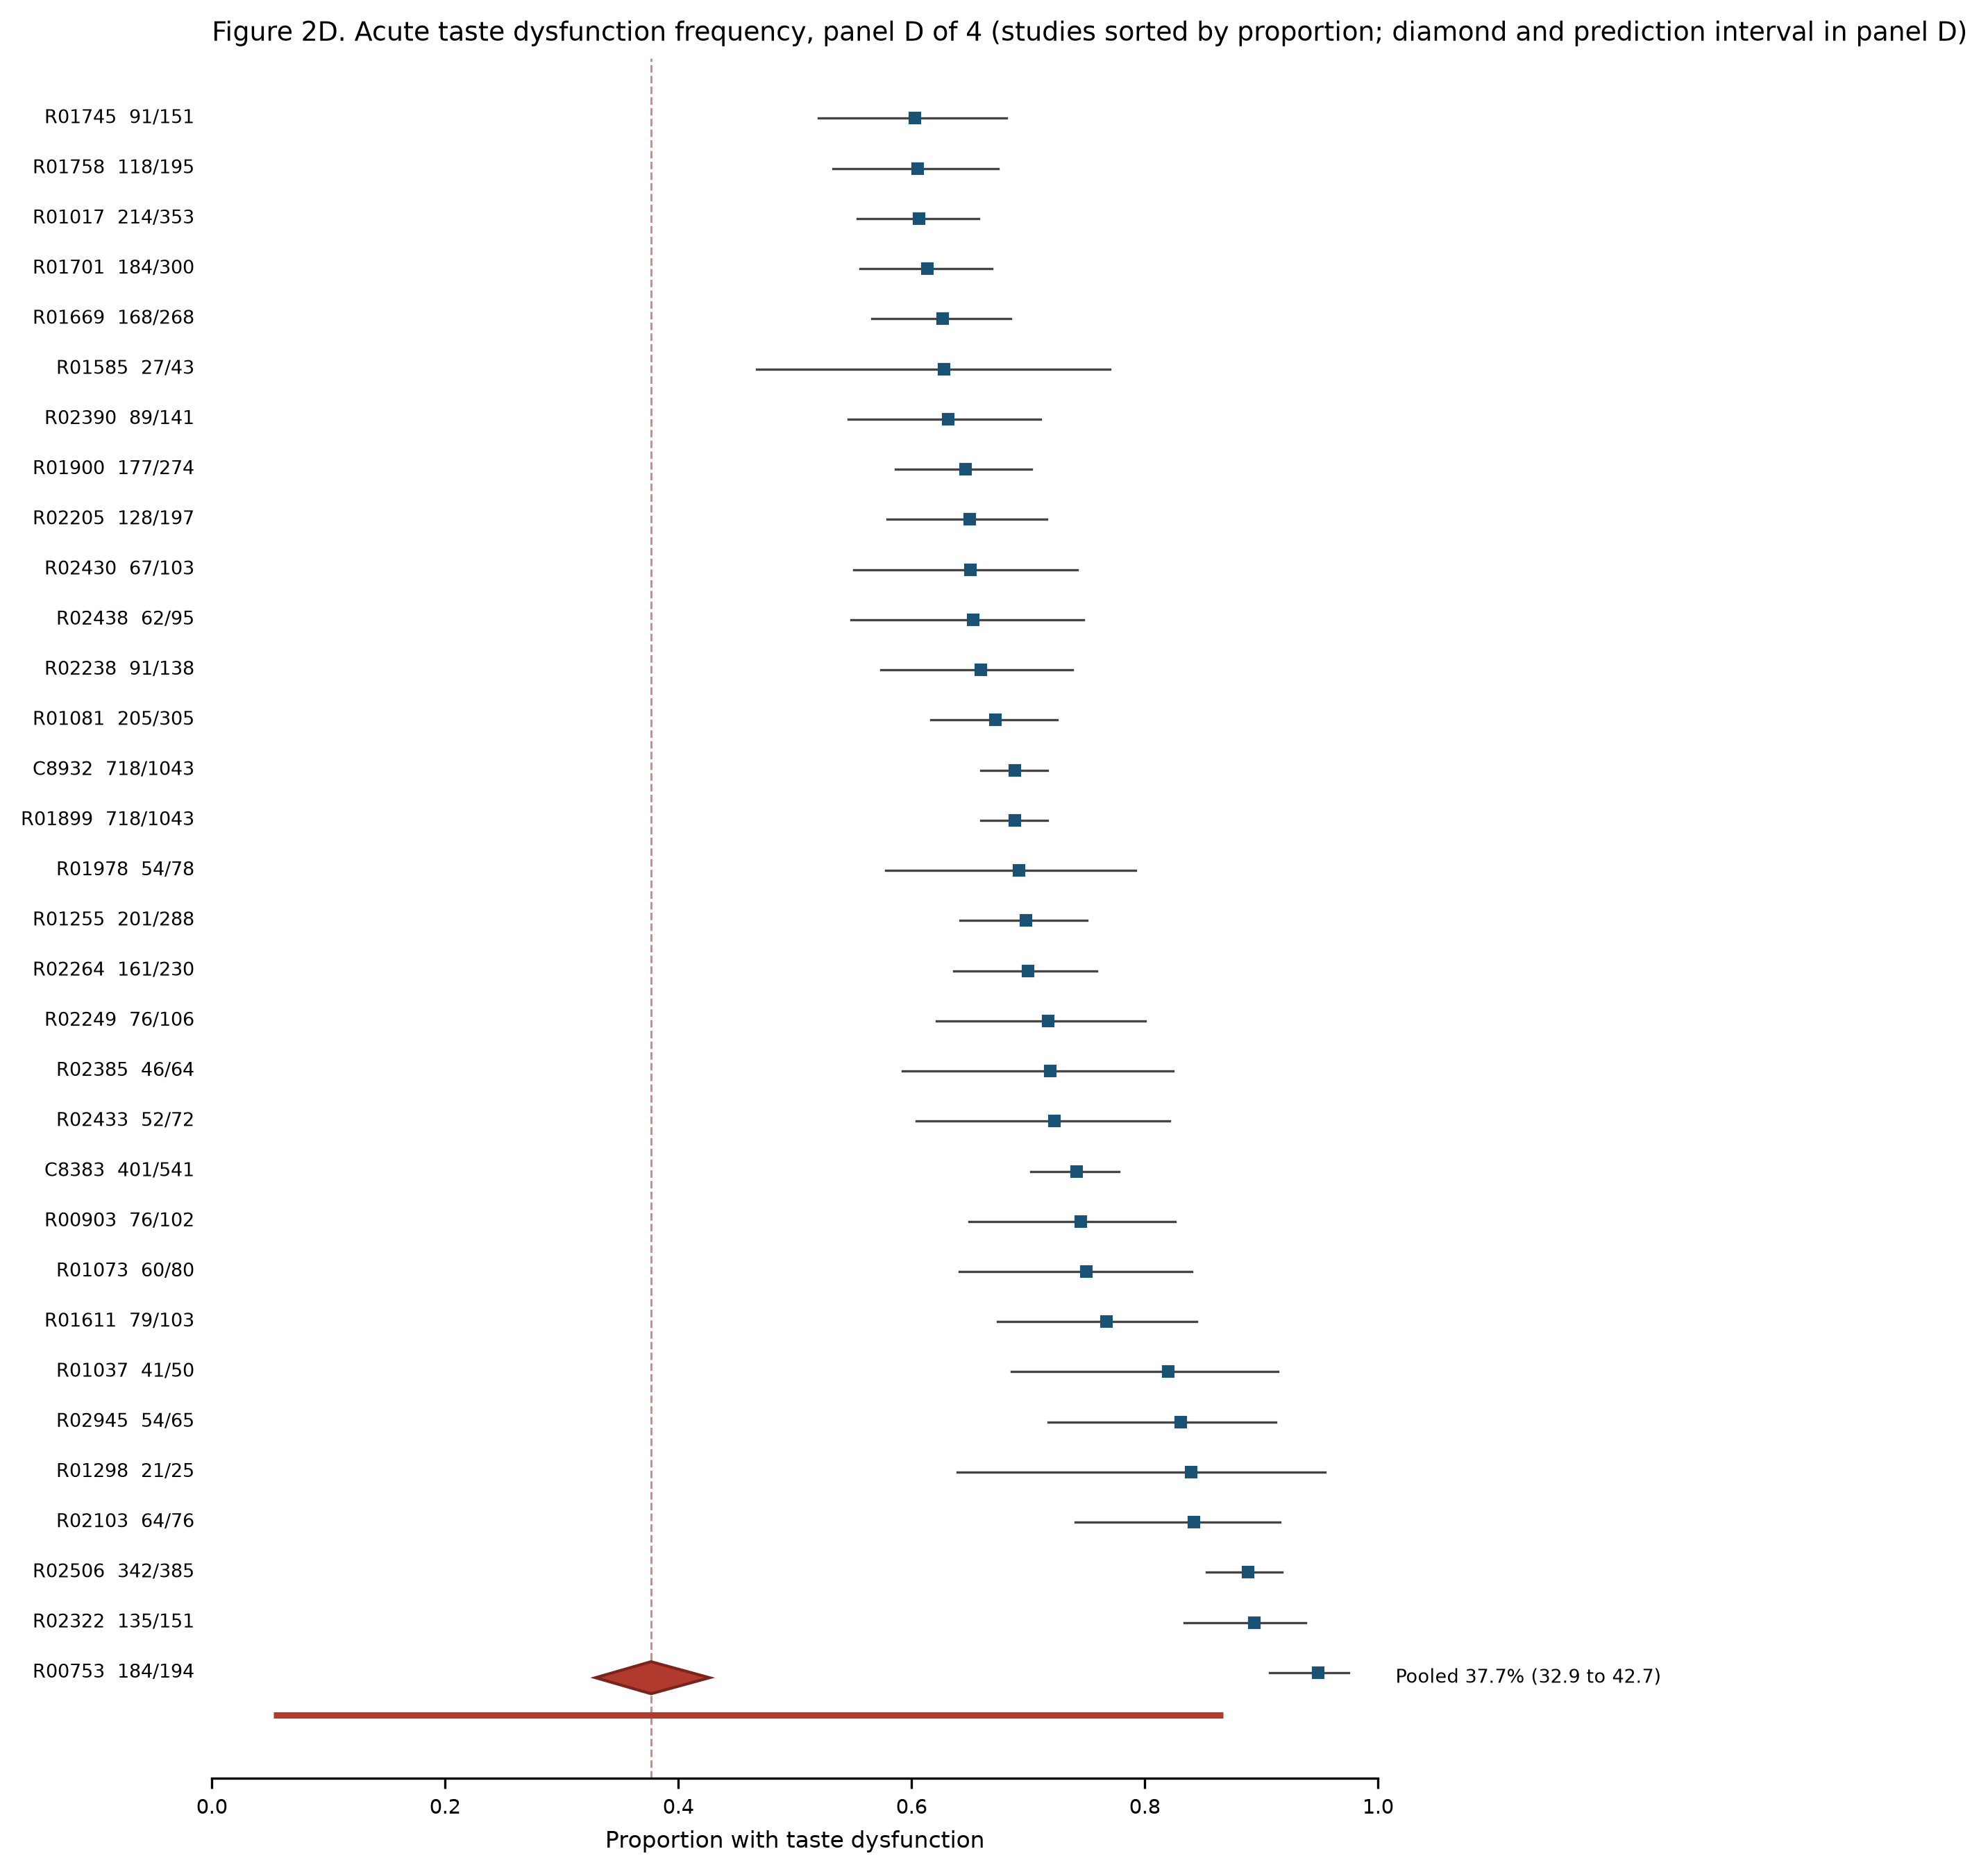 Figure 2D. Acute taste dysfunction frequency, panel D of 4 (studies sorted by proportion; diamond and prediction interval in panel D)
R01745 91/151
R01758 118/195
R01017 214/353
R01701 184/300
R01669 168/268
R01585 27/43
R02390 89/141
R01900 177/274
R02205 128/197
R02430 67/103
R02438 62/95
R02238 91/138
R01081 205/305
C8932 718/1043
R01899 718/1043
R01978 54/78
R01255 201/288
R02264 161/230
R02249 76/106
R02385 46/64
R02433 52/72
C8383 401/541
R00903 76/102
R01073 60/80
R01611 79/103
R01037 41/50
R02945 54/65
R01298 21/25
R02103 64/76
R02506 342/385
R02322 135/151
R00753 184/194
Pooled 37.7% (32.9 to 42.7)
0.0 0.2 0.4 0.6 0.8 1.0
Proportion with taste dysfunction